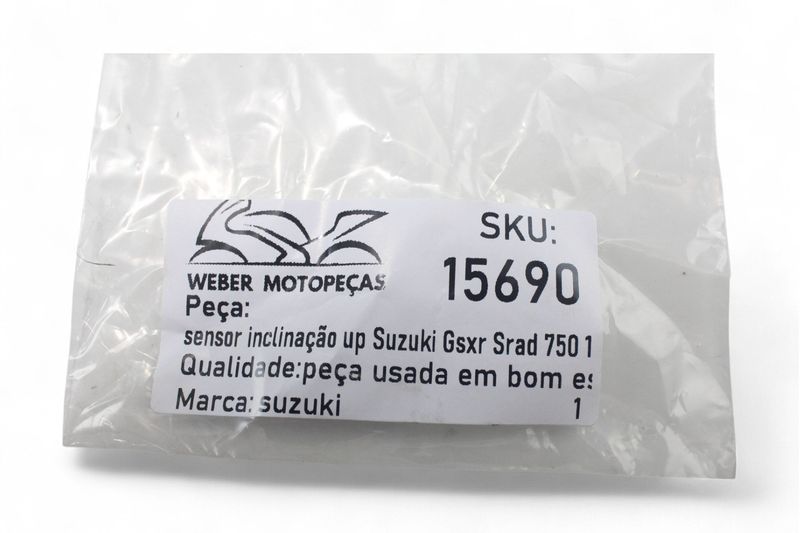 SKU:
15690
WEBER MOTOPEÇAS
Peça:
sensor inclinação up Suzuki Gsxr Srad 750 1
Qualidade:peça usada em bom es
Marca:suzuki 1